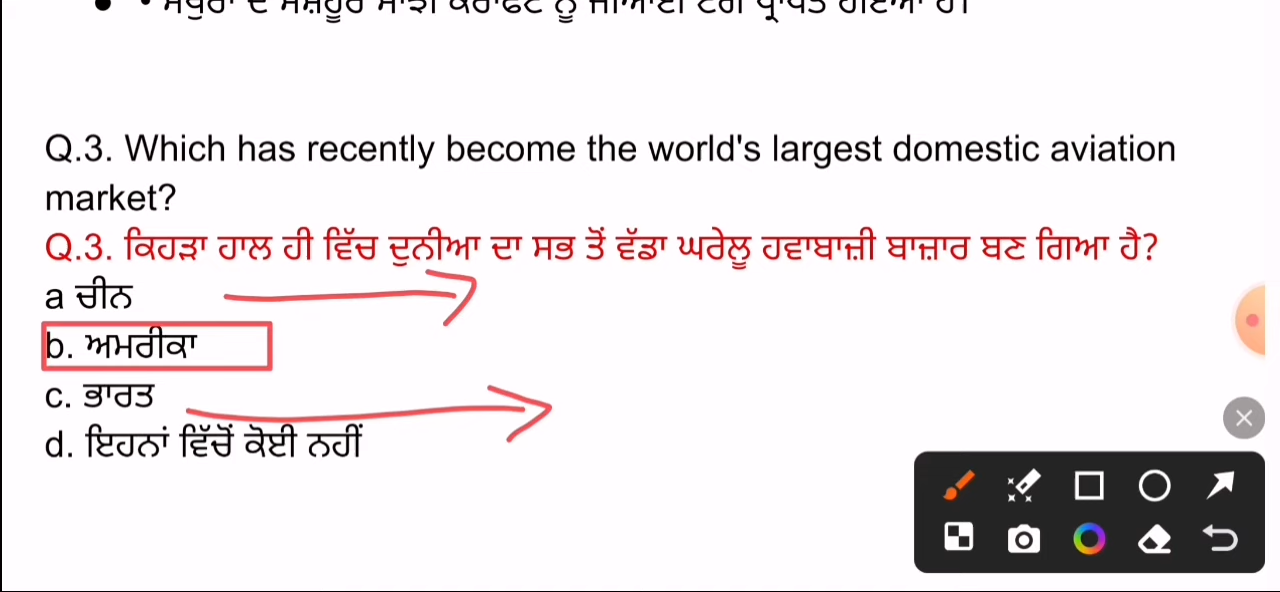 Q.3. Which has recently become the world's largest domestic aviation
market?
Q.3. ਕਿਹੜਾ ਹਾਲ ਹੀ ਵਿੱਚ ਦੁਨੀਆ ਦਾ ਸਭ ਤੋਂ ਵੱਡਾ ਘਰੇਲੂ ਹਵਾਬਾਜ਼ੀ ਬਾਜ਼ਾਰ ਬਣ ਗਿਆ ਹੈ?
a ਚੀਨ
b. ਅਮਰੀਕਾ
c. ਭਾਰਤ
d. ਇਹਨਾਂ ਵਿੱਚੋਂ ਕੋਈ ਨਹੀਂ